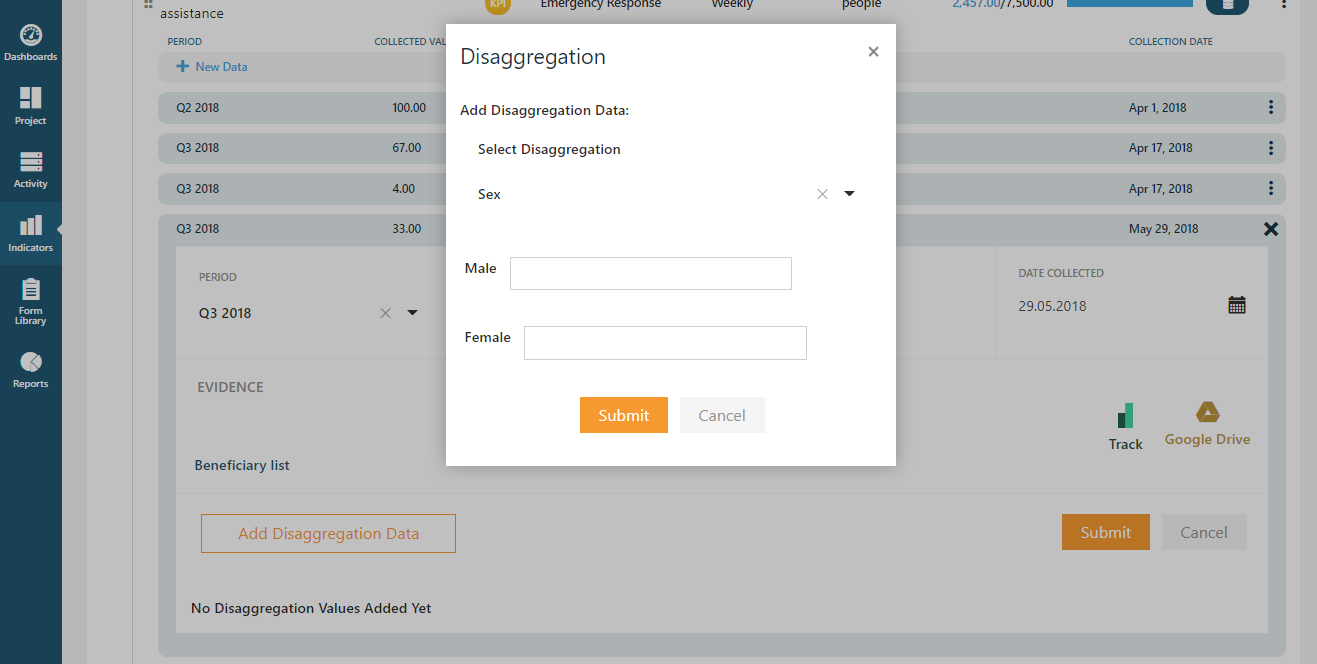 Dashboards
Project
Activity
Indicators
Form
Library
Reports
assistance
KPI
Emergency Response
Weekly
people
2,457.00/7,500.00
PERIOD
COLLECTED VAL
COLLECTION DATE
+ New Data
Q2 2018
100.00
Apr 1, 2018
Q3 2018
67.00
Apr 17, 2018
Q3 2018
4.00
Apr 17, 2018
Q3 2018
33.00
May 29, 2018
PERIOD
Q3 2018
DATE COLLECTED
29.05.2018
EVIDENCE
Beneficiary list
Track
Google Drive
Add Disaggregation Data
Submit
Cancel
No Disaggregation Values Added Yet
Disaggregation
×
Add Disaggregation Data:
Select Disaggregation
Sex
Male
Female
Submit
Cancel